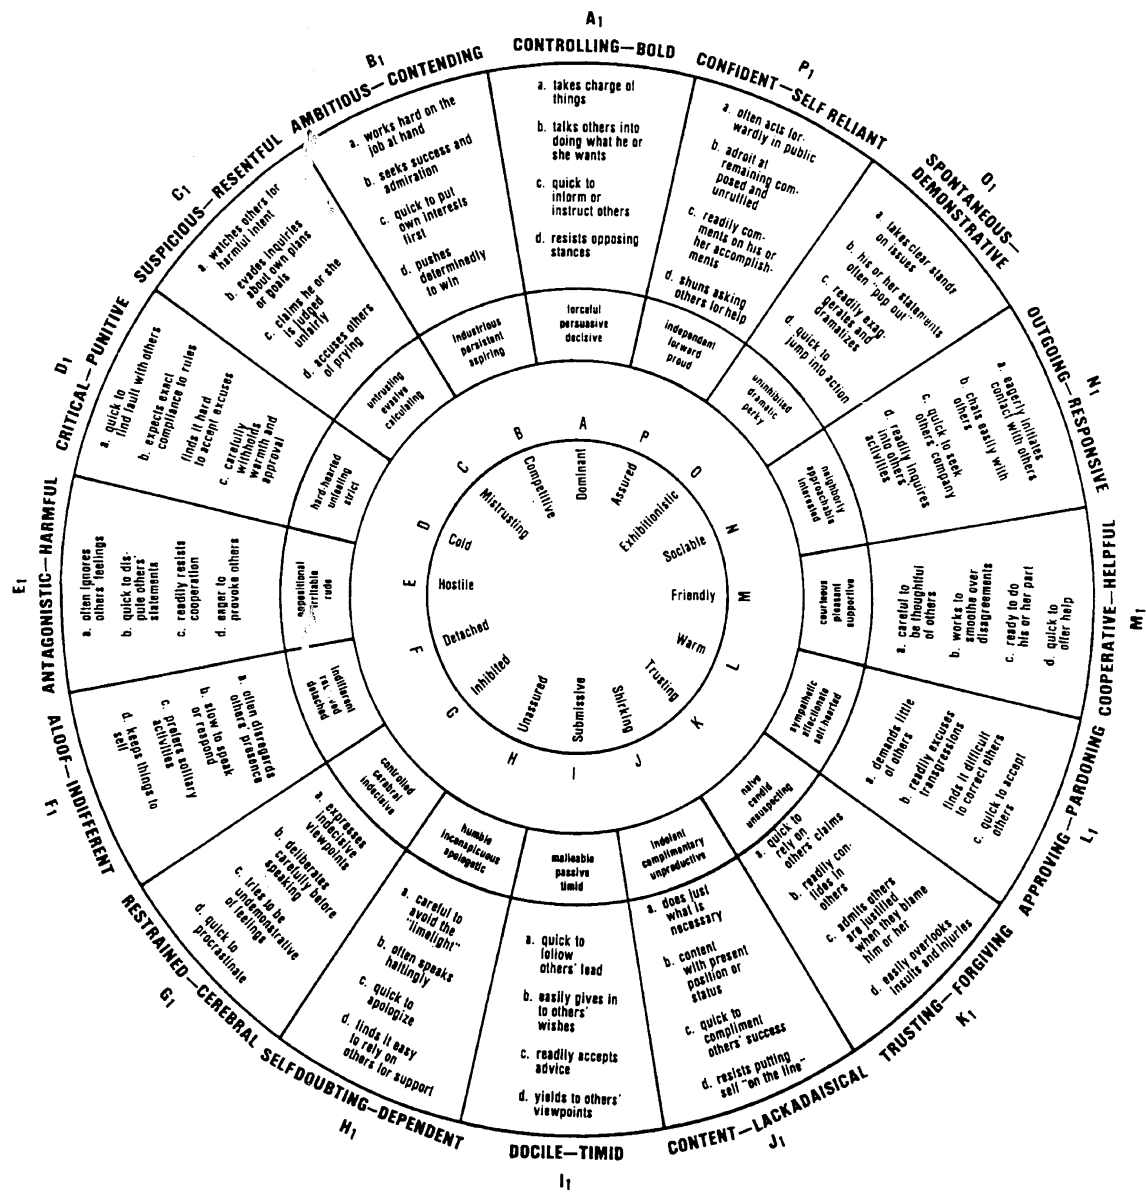 A1
CONTROLLING—BOLD
a. takes charge of
things
b. talks others into
doing what he or
she wants
c. quick to
inform or
instruct others
d. resists opposing
stances
forceful
persuasive
decisive
A
Dominant
P1
CONFIDENT—SELF RELIANT
a. often acts for-
wardly in public
b. adroit at
remaining com-
posed and
unruffled
c. readily com-
ments on his or
her accomplish-
ments
d. shuns asking
others for help
independent
forward
proud
P
Assured
O1
SPONTANEOUS—
DEMONSTRATIVE
a. takes clear stands
on issues
b. his or her statements
often "pop out"
c. readily exag-
gerates and
dramatizes
d. quick to
jump into action
uninhibited
dramatic
perky
O
Exhibitionistic
N1
OUTGOING—RESPONSIVE
a. eagerly initiates
contact with others
b. chats easily with
others
c. quick to seek
others' company
d. readily inquires
into others'
activities
neighborly
approachable
interested
N
Sociable
M1
COOPERATIVE—HELPFUL
a. careful to
be thoughtful
of others
b. works to
smoothe over
disagreements
c. ready to do
his or her part
d. quick to
offer help
courteous
pleasant
supportive
M
Friendly
L1
APPROVING—PARDONING
a. demands little
of others
b. readily excuses
transgressions
finds it difficult
to correct others
c. quick to accept
others
sympathetic
affectionate
soft hearted
L
Warm
K1
TRUSTING—FORGIVING
a. quick to
rely on
others claims
b. readily con-
fides in
others
c. admits others
are justified
when they blame
him or her
d. easily overlooks
insults and injuries
naive
candid
unsuspecting
K
Trusting
J1
CONTENT—LACKADAISICAL
a. does just
what is
necessary
b. content
with present
position or
status
c. quick to
compliment
others' success
d. resists putting
self "on the line"
indolent
complimentary
unproductive
J
Shirking
I1
DOCILE—TIMID
a. quick to
follow
others' lead
b. easily gives in
to others'
wishes
c. readily accepts
advice
d. yields to others'
viewpoints
malleable
passive
timid
I
Submissive
H1
SELFDOUBTING—DEPENDENT
a. careful to
avoid the
"limelight"
b. often speaks
haltingly
c. quick to
apologize
d. finds it easy
to rely on
others for support
humble
inconspicuous
apologetic
H
Unassured
G1
RESTRAINED—CEREBRAL
a. expresses
indecisive
viewpoints
b. deliberates
carefully before
speaking
c. tries to be
undemonstrative
of feelings
d. quick to
procrastinate
controlled
cerebral
indecisive
G
Inhibited
F1
ALOOF—INDIFFERENT
a. often disregards
others' presence
b. slow to speak
or respond
c. prefers solitary
activities
d. keeps things to
self
indifferent
detached
F
Detached
E1
ANTAGONISTIC—HARMFUL
a. often ignores
others' feelings
b. quick to dis-
pute others'
statements
c. readily resists
cooperation
d. eager to
provoke others
oppositional
irritable
rude
E
Hostile
D1
CRITICAL—PUNITIVE
a. quick to
find fault with others
b. expects exact
compliance to rules
finds it hard
to accept excuses
c. carefully
withholds
warmth and
approval
hard hearted
unfeeling
strict
D
Cold
C1
SUSPICIOUS—RESENTFUL
a. watches others for
harmful intent
b. evades inquiries
about own plans
or goals
c. claims he or she
is judged
unfairly
d. accuses others
of prying
untrusting
evasive
calculating
C
Mistrusting
B1
AMBITIOUS—CONTENDING
a. works hard on the
job at hand
b. seeks success and
admiration
c. quick to put
own interests
first
d. pushes
determinedly
to win
industrious
persistent
aspiring
B
Competitive